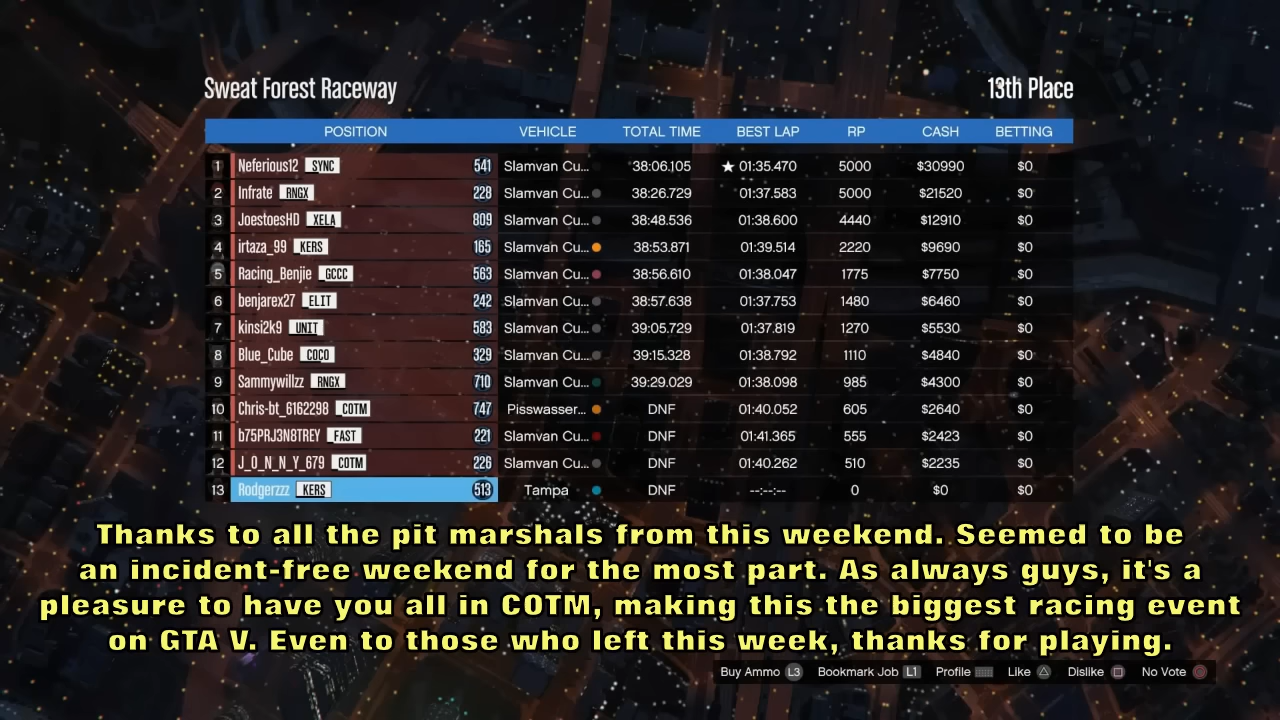 Sweat Forest Raceway 13th Place
POSITION VEHICLE TOTAL TIME BEST LAP RP CASH BETTING
1 Neferious12 SYNC 541 Slamvan Cu... 38:06.105 ★ 01:35.470 5000 $30990 $0
2 Infrate RNGX 228 Slamvan Cu... 38:26.729 01:37.583 5000 $21520 $0
3 JoestoesHD XELA 809 Slamvan Cu... 38:48.536 01:38.600 4440 $12910 $0
4 irtaza_99 KERS 165 Slamvan Cu... 38:53.871 01:39.514 2220 $9690 $0
5 Racing_Benjie GCCC 563 Slamvan Cu... 38:56.610 01:38.047 1775 $7750 $0
6 benjarex27 ELIT 242 Slamvan Cu... 38:57.638 01:37.753 1480 $6460 $0
7 kinsi2k9 UNIT 583 Slamvan Cu... 39:05.729 01:37.819 1270 $5530 $0
8 Blue_Cube COCO 329 Slamvan Cu... 39:15.328 01:38.792 1110 $4840 $0
9 Sammywillzz RNGX 710 Slamvan Cu... 39:29.029 01:38.098 985 $4300 $0
10 Chris-bt_6162298 COTM 747 Pisswasser... DNF 01:40.052 605 $2640 $0
11 b75PRJ3N8TREY FAST 221 Slamvan Cu... DNF 01:41.365 555 $2423 $0
12 J_O_N_N_Y_679 COTM 226 Slamvan Cu... DNF 01:40.262 510 $2235 $0
13 Rodgerzzz KERS 513 Tampa DNF --:--:-- 0 $0 $0
Thanks to all the pit marshals from this weekend. Seemed to be
an incident-free weekend for the most part. As always guys, it's a
pleasure to have you all in COTM, making this the biggest racing event
on GTA V. Even to those who left this week, thanks for playing.
Buy Ammo L3 Bookmark Job L1 Profile Like Dislike No Vote